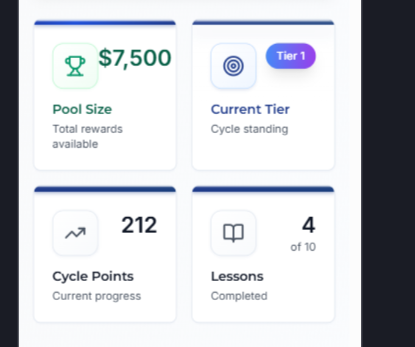 $7,500
Pool Size
Total rewards
available
Tier 1
Current Tier
Cycle standing
212
Cycle Points
Current progress
4
of 10
Lessons
Completed